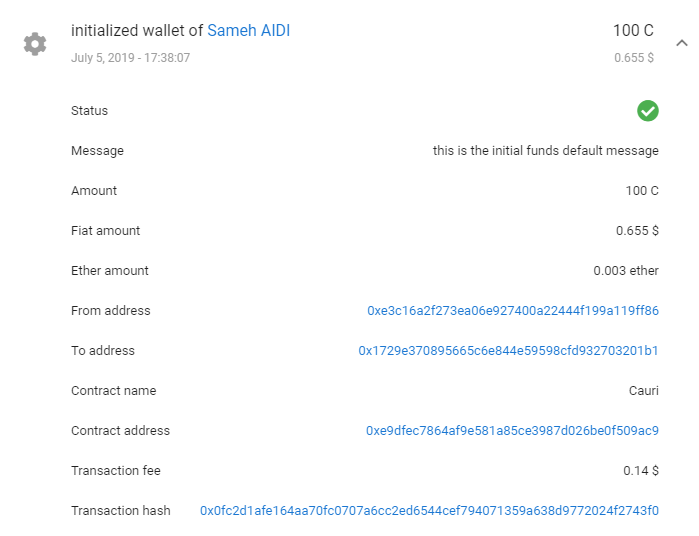 initialized wallet of Sameh AIDI 100 C
July 5, 2019 - 17:38:07 0.655 $
Status
Message this is the initial funds default message
Amount 100 C
Fiat amount 0.655 $
Ether amount 0.003 ether
From address 0xe3c16a2f273ea06e927400a22444f199a119ff86
To address 0x1729e370895665c6e844e59598cfd932703201b1
Contract name Cauri
Contract address 0xe9dfec7864af9e581a85ce3987d026be0f509ac9
Transaction fee 0.14 $
Transaction hash 0x0fc2d1afe164aa70fc0707a6cc2ed6544cef794071359a638d9772024f2743f0